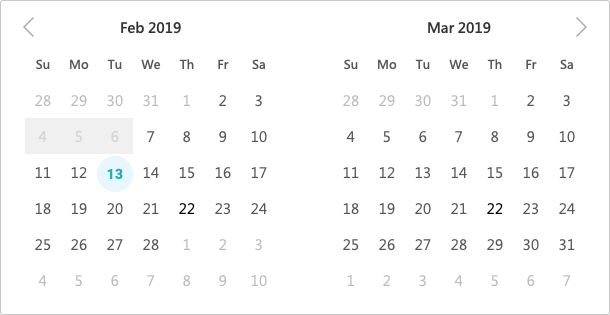 Feb 2019
Su Mo Tu We Th Fr Sa
28 29 30 31 1 2 3
4 5 6 7 8 9 10
11 12 13 14 15 16 17
18 19 20 21 22 23 24
25 26 27 28 1 2 3
4 5 6 7 8 9 10
Mar 2019
Su Mo Tu We Th Fr Sa
28 29 30 31 1 2 3
4 5 6 7 8 9 10
11 12 13 14 15 16 17
18 19 20 21 22 23 24
25 26 27 28 29 30 31
1 2 3 4 5 6 7